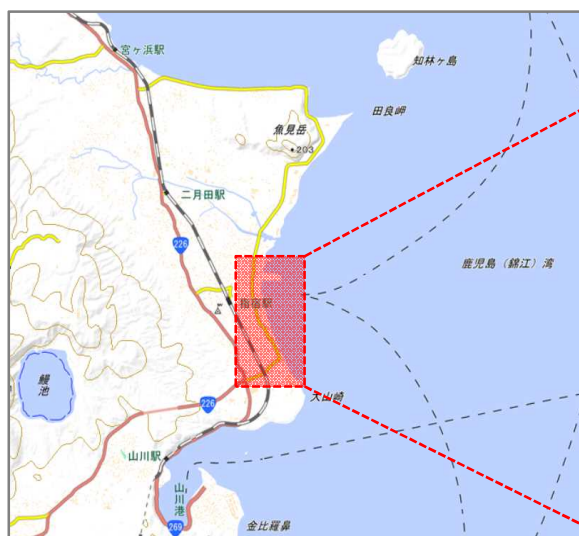 宮ヶ浜駅
知林ヶ島
田良岬
魚見岳
203
二月田駅
226
鹿児島(錦江)湾
指宿駅
鰻池
大山崎
226
山川駅
山川港
269
金比羅鼻